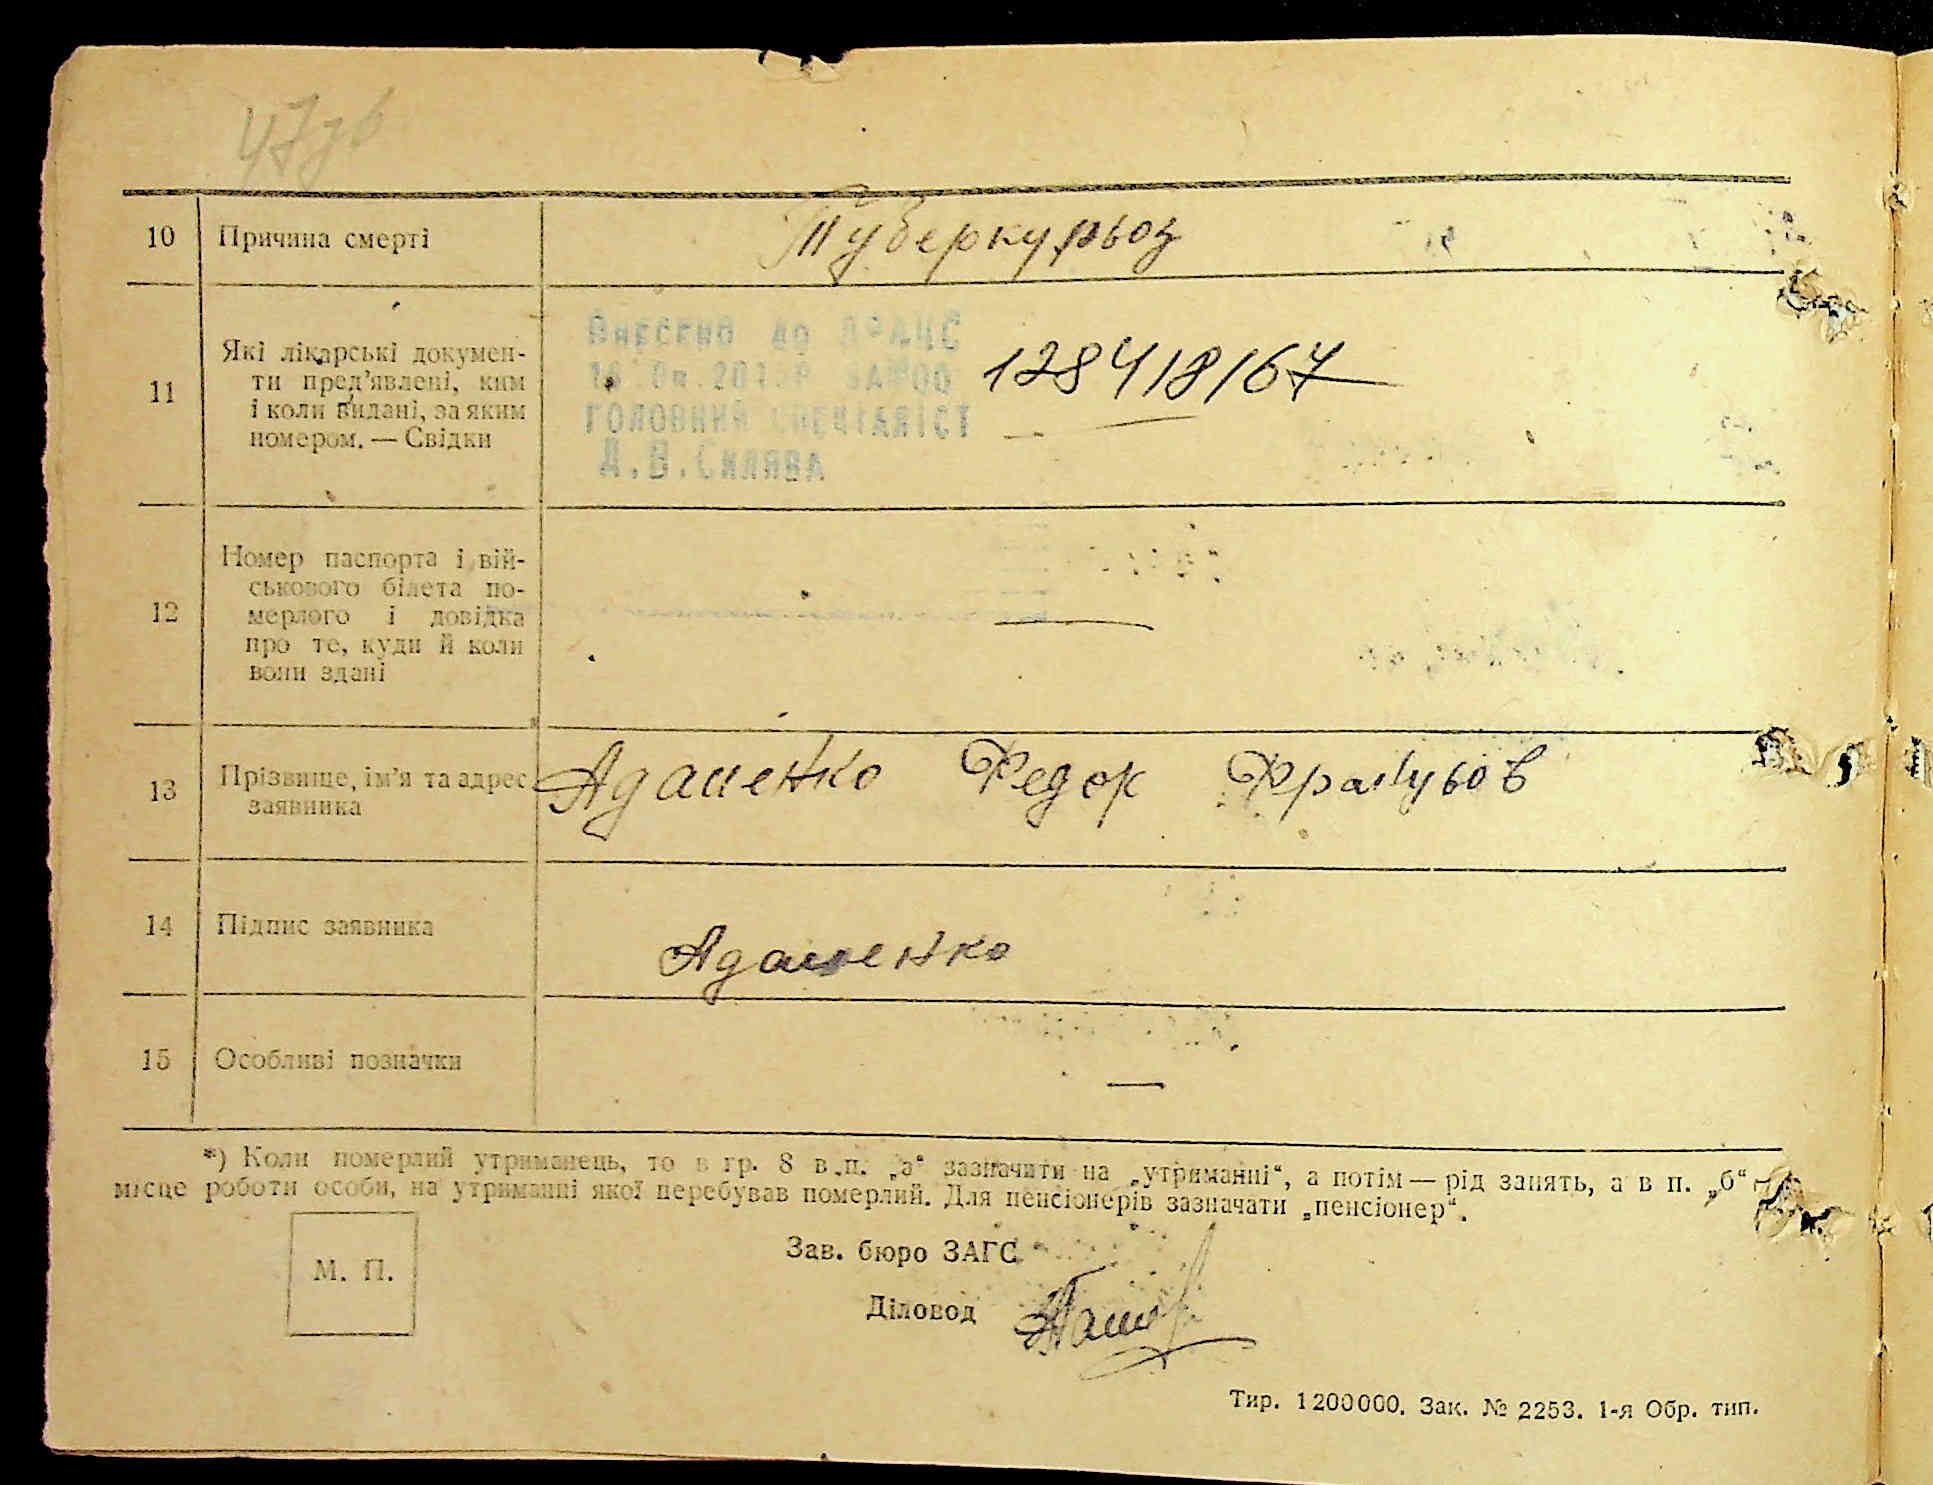 47зв
10 Причина смерті Туберкульоз
11 Які лікарські докумен-
ти пред'явлені, ким
і коли видані, за яким
номером. — Свідки
Внесено до ДРАЦС
128418167
ГОЛОВНИЙ СПЕЦІАЛІСТ
Д.В.Силява
12 Номер паспорта і вій-
ськового білета по-
мерлого і довідка
про те, куди й коли
вони здані —
13 Прізвище, ім'я та адрес
заявника
Адаменко Федор
14 Підпис заявника Адаменко
15 Особливі позначки —
*) Коли померлий утриманець, то в гр. 8 в.п. „а“ зазначити на „утриманні“, а потім — рід занять, а в п. „б“ —
місце роботи особи, на утриманні якої перебував померлий. Для пенсіонерів зазначати „пенсіонер“.
М. П.
Зав. бюро ЗАГС
Діловод
Тир. 1200000. Зак. № 2253. 1-я Обр. тип.